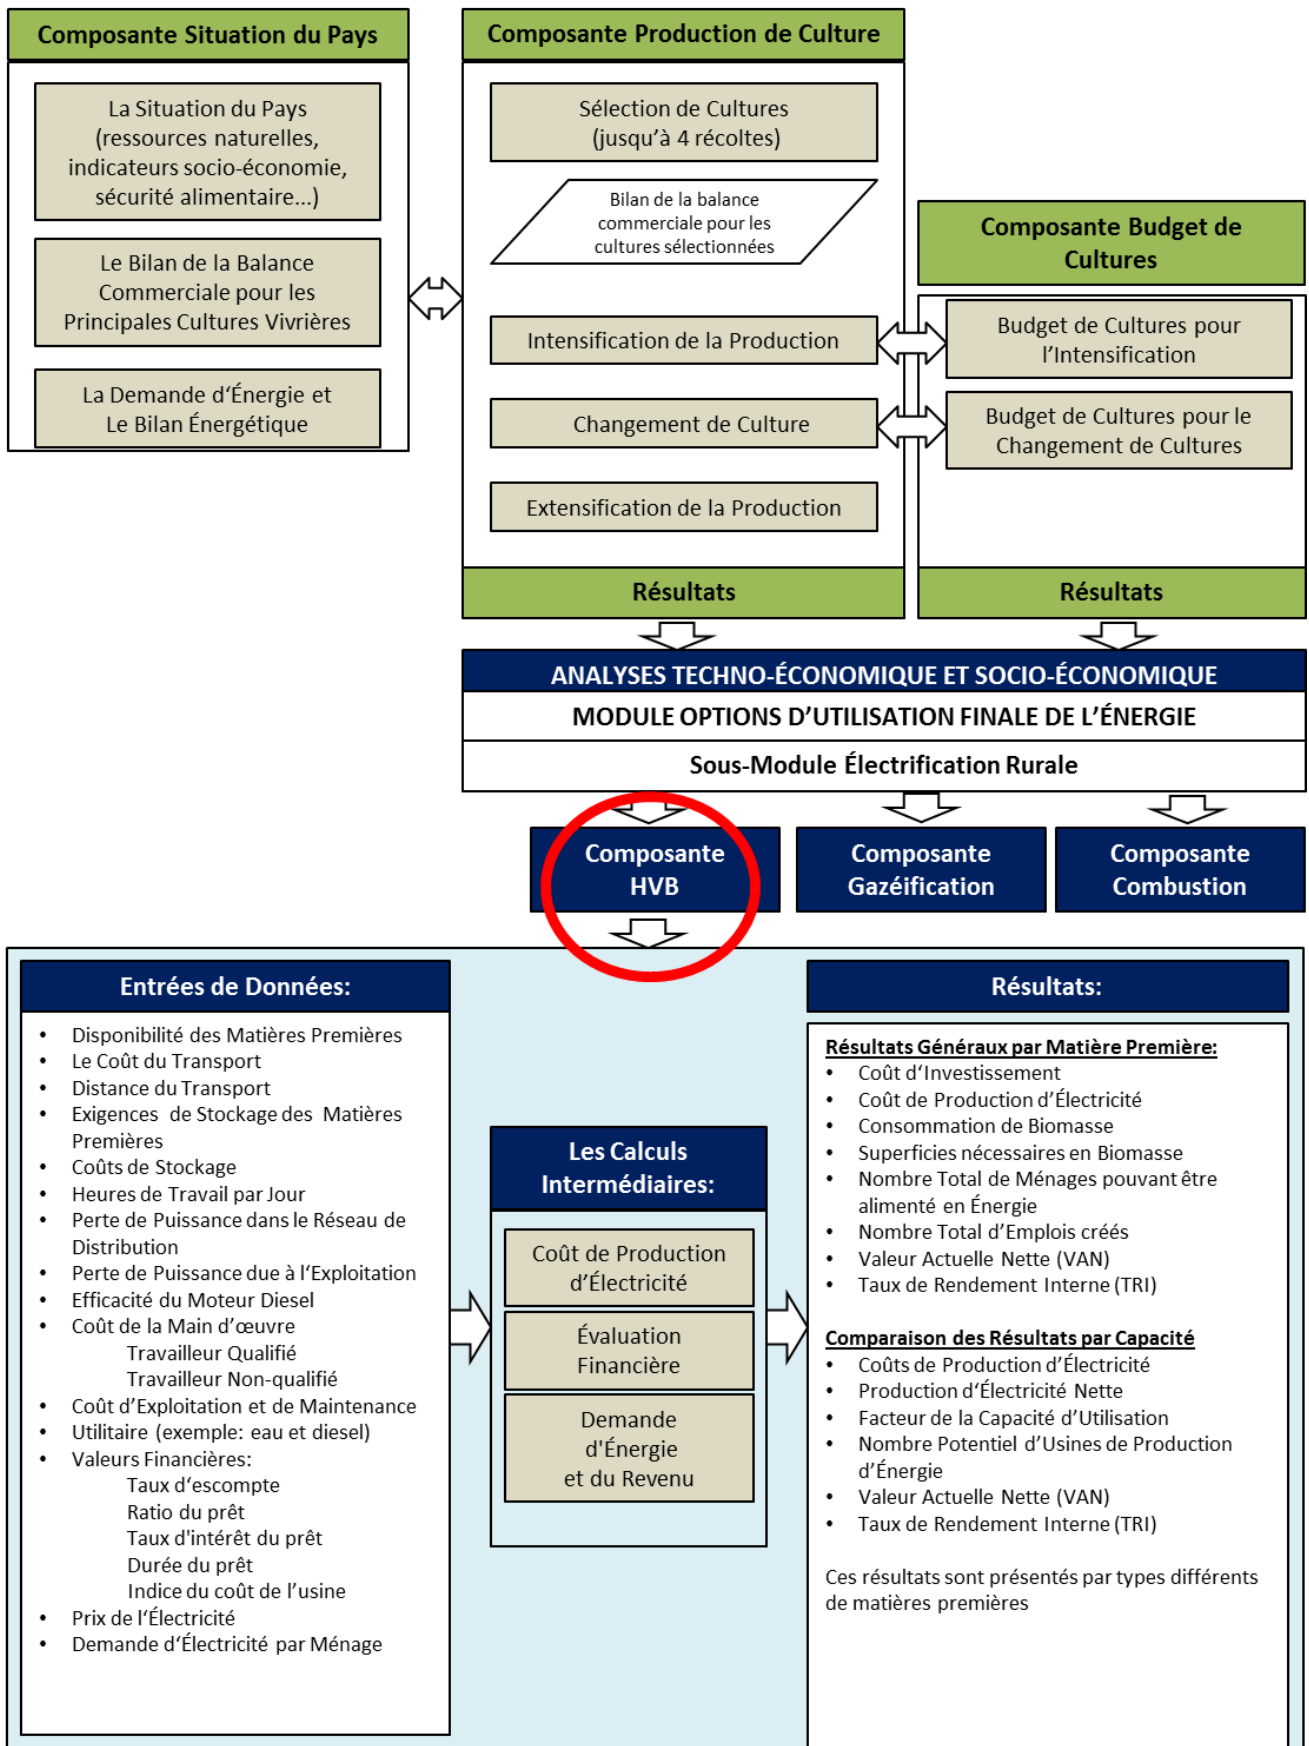 Composante Situation du Pays
La Situation du Pays
(ressources naturelles,
indicateurs socio-économie,
sécurité alimentaire...)
Le Bilan de la Balance
Commerciale pour les
Principales Cultures Vivrières
La Demande d‘Énergie et
Le Bilan Énergétique
Composante Production de Culture
Sélection de Cultures
(jusqu’à 4 récoltes)
Bilan de la balance
commerciale pour les
cultures sélectionnées
Intensification de la Production
Changement de Culture
Extensification de la Production
Résultats
Composante Budget de
Cultures
Budget de Cultures pour
l’Intensification
Budget de Cultures pour le
Changement de Cultures
Résultats
ANALYSES TECHNO-ÉCONOMIQUE ET SOCIO-ÉCONOMIQUE
MODULE OPTIONS D’UTILISATION FINALE DE L’ÉNERGIE
Sous-Module Électrification Rurale
Composante
HVB
Composante
Gazéification
Composante
Combustion
Entrées de Données:
• Disponibilité des Matières Premières
• Le Coût du Transport
• Distance du Transport
• Exigences de Stockage des Matières
Premières
• Coûts de Stockage
• Heures de Travail par Jour
• Perte de Puissance dans le Réseau de
Distribution
• Perte de Puissance due à l‘Exploitation
• Efficacité du Moteur Diesel
• Coût de la Main d’œuvre
Travailleur Qualifié
Travailleur Non-qualifié
• Coût d’Exploitation et de Maintenance
• Utilitaire (exemple: eau et diesel)
• Valeurs Financières:
Taux d‘escompte
Ratio du prêt
Taux d'intérêt du prêt
Durée du prêt
Indice du coût de l’usine
• Prix de l‘Électricité
• Demande d‘Électricité par Ménage
Les Calculs
Intermédiaires:
Coût de Production
d’Électricité
Évaluation
Financière
Demande
d'Énergie
et du Revenu
Résultats:
Résultats Généraux par Matière Première:
• Coût d‘Investissement
• Coût de Production d’Électricité
• Consommation de Biomasse
• Superficies nécessaires en Biomasse
• Nombre Total de Ménages pouvant être
alimenté en Énergie
• Nombre Total d’Emplois créés
• Valeur Actuelle Nette (VAN)
• Taux de Rendement Interne (TRI)
Comparaison des Résultats par Capacité
• Coûts de Production d’Électricité
• Production d‘Électricité Nette
• Facteur de la Capacité d’Utilisation
• Nombre Potentiel d’Usines de Production
d’Énergie
• Valeur Actuelle Nette (VAN)
• Taux de Rendement Interne (TRI)
Ces résultats sont présentés par types différents
de matières premières